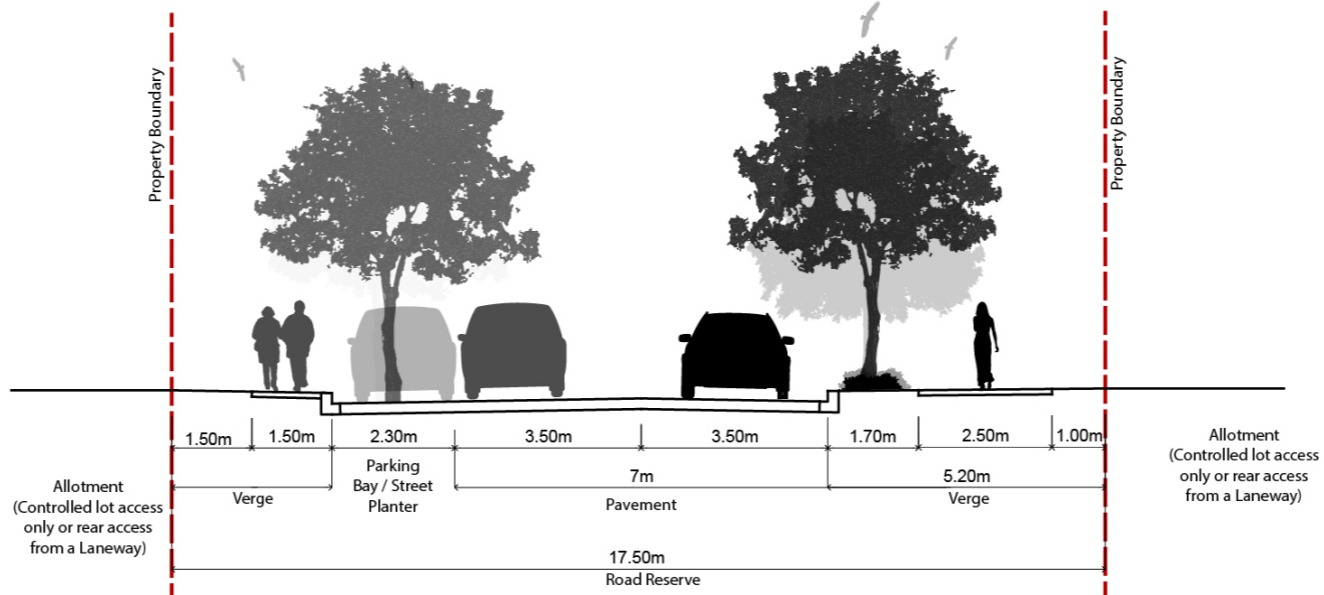 Property Boundary
Property Boundary
1.50m
1.50m
2.30m
3.50m
3.50m
1.70m
2.50m
1.00m
Allotment
(Controlled lot access
only or rear access
from a Laneway)
Verge
Parking
Bay / Street
Planter
7m
Pavement
5.20m
Verge
Allotment
(Controlled lot access
only or rear access
from a Laneway)
17.50m
Road Reserve